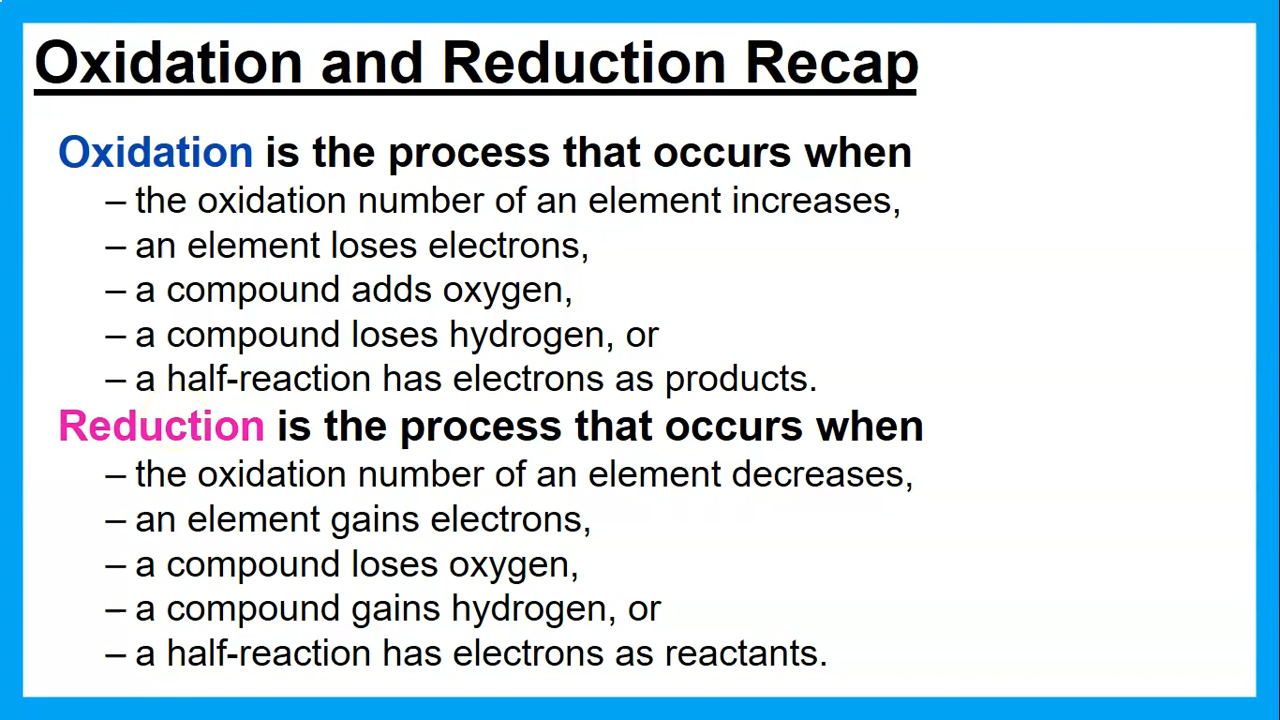 Oxidation and Reduction Recap
Oxidation is the process that occurs when
– the oxidation number of an element increases,
– an element loses electrons,
– a compound adds oxygen,
– a compound loses hydrogen, or
– a half-reaction has electrons as products.
Reduction is the process that occurs when
– the oxidation number of an element decreases,
– an element gains electrons,
– a compound loses oxygen,
– a compound gains hydrogen, or
– a half-reaction has electrons as reactants.